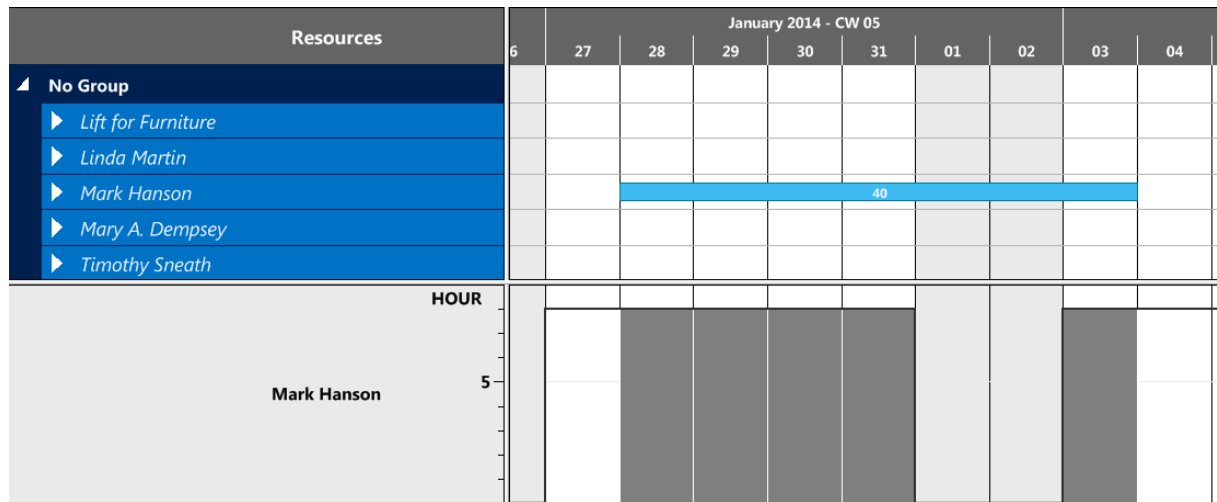 Resources
January 2014 - CW 05
6 27 28 29 30 31 01 02 03 04
No Group
Lift for Furniture
Linda Martin
Mark Hanson
40
Mary A. Dempsey
Timothy Sneath
HOUR
5
Mark Hanson